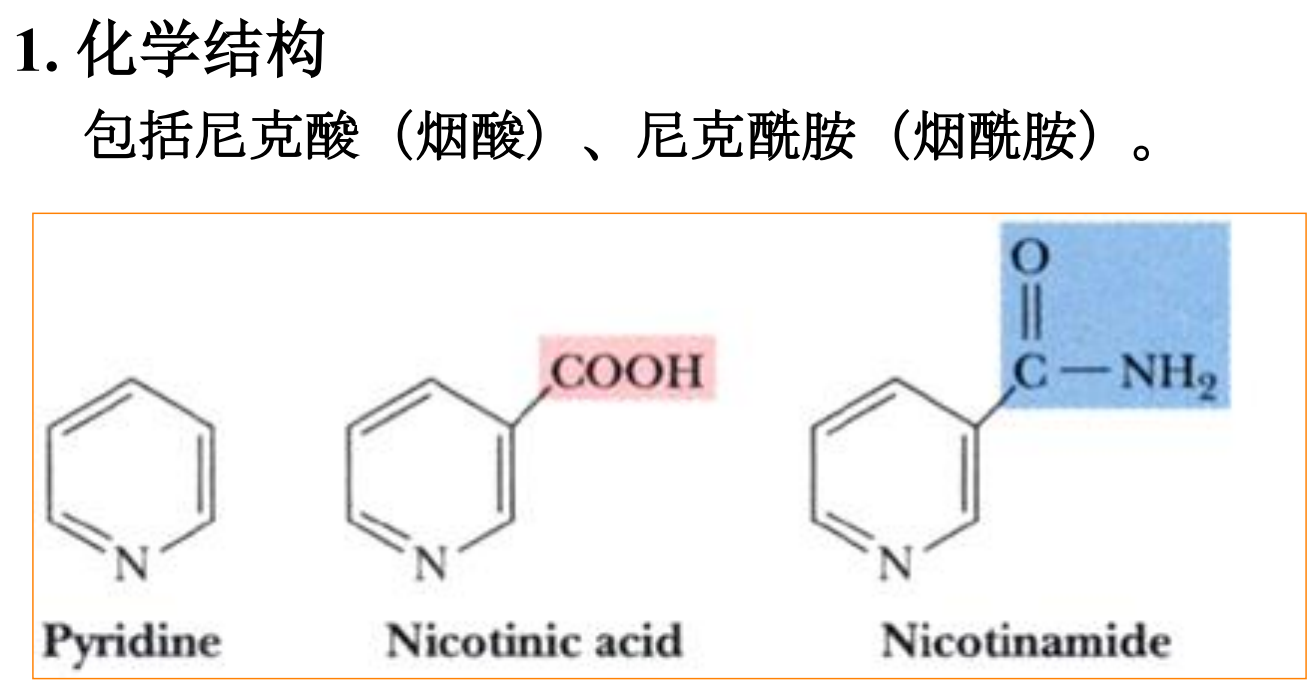 1. 化学结构
包括尼克酸（烟酸）、尼克酰胺（烟酰胺）。
O
COOH
C — NH₂
N
N
N
Pyridine
Nicotinic acid
Nicotinamide